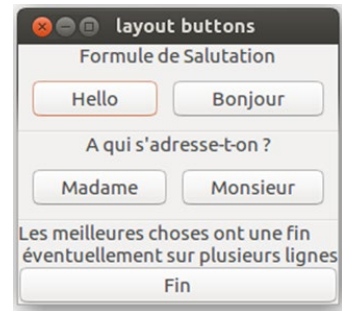 layout buttons
Formule de Salutation
Hello Bonjour
A qui s'adresse-t-on ?
Madame Monsieur
Les meilleures choses ont une fin
éventuellement sur plusieurs lignes
Fin